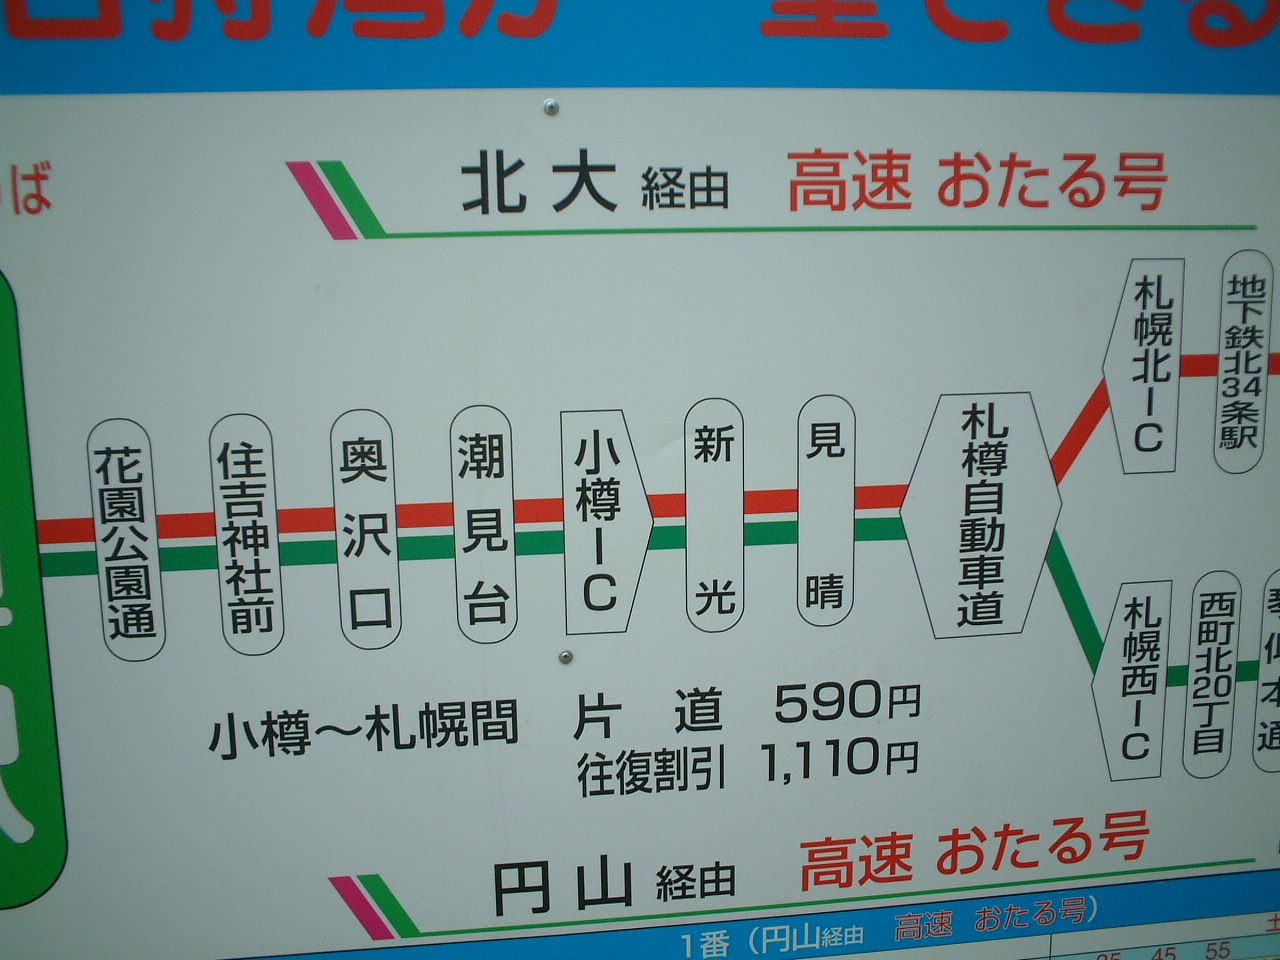 ば
北大 経由 高速 おたる号
花園公園通
住吉神社前
奥沢口
潮見台
小樽IC
新光
見晴
札樽自動車道
札幌北IC
地下鉄北34条駅
札幌西IC
西町北20丁目
本通
小樽〜札幌間 片道 590円
往復割引 1,110円
円山 経由 高速 おたる号
1番（円山経由 高速 おたる号）
土
25 45 55